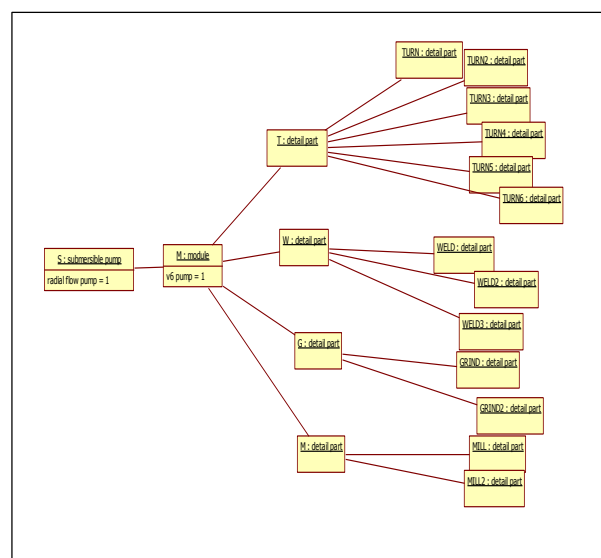 TURN : detail part
TURN2 : detail part
TURN3 : detail part
TURN4 : detail part
T : detail part
TURN5 : detail part
TURN6 : detail part
W : detail part
M : module
v6 pump = 1
S : submersible pump
radial flow pump = 1
WELD : detail part
WELD2 : detail part
WELD3 : detail part
G : detail part
GRIND : detail part
GRIND2 : detail part
M : detail part
MILL : detail part
MILL2 : detail part